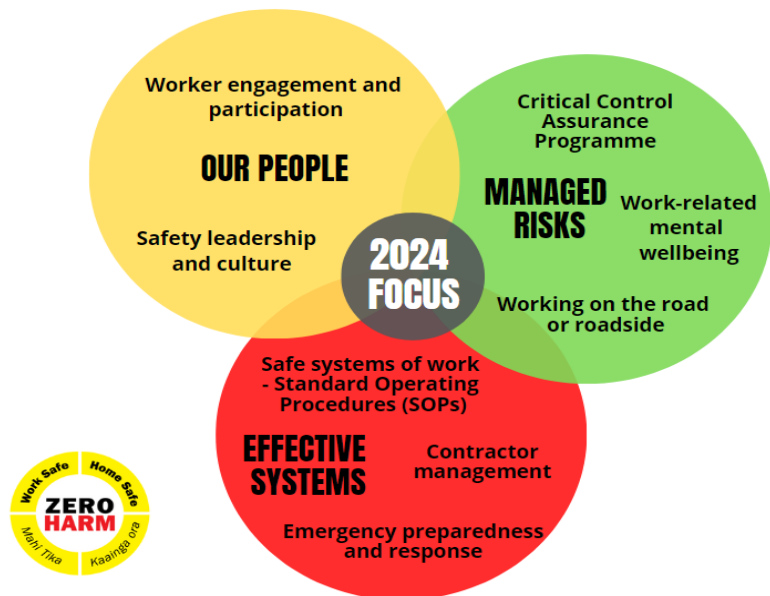 Worker engagement and
participation
OUR PEOPLE
Safety leadership
and culture
Critical Control
Assurance
Programme
MANAGED
RISKS
Work-related
mental
wellbeing
Working on the road
or roadside
2024
FOCUS
Safe systems of work
- Standard Operating
Procedures (SOPs)
EFFECTIVE
SYSTEMS
Contractor
management
Emergency preparedness
and response
Work Safe
Home Safe
ZERO
HARM
Mahi Tika
Kaainga ora